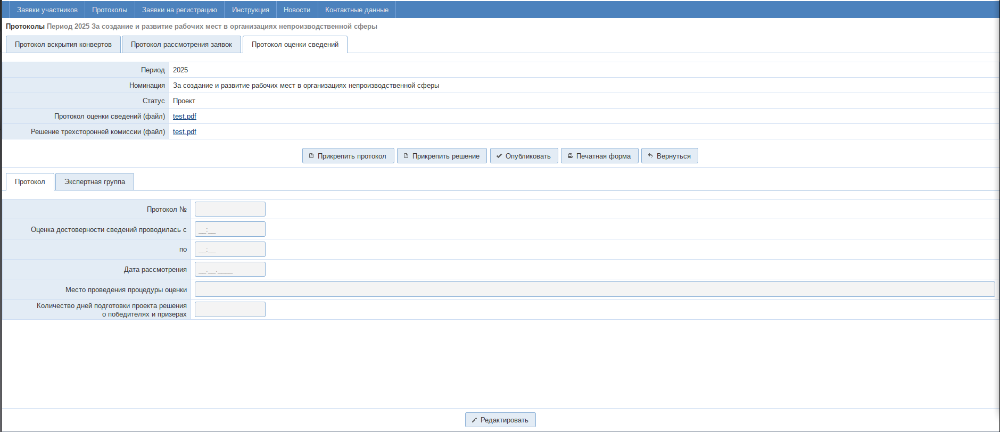 Заявки участников Протоколы Заявки на регистрацию Инструкция Новости Контактные данные
Протоколы Период 2025 За создание и развитие рабочих мест в организациях непроизводственной сферы
Протокол вскрытия конвертов Протокол рассмотрения заявок Протокол оценки сведений
Период 2025
Номинация За создание и развитие рабочих мест в организациях непроизводственной сферы
Статус Проект
Протокол оценки сведений (файл) test.pdf
Решение трехсторонней комиссии (файл) test.pdf
Прикрепить протокол Прикрепить решение Опубликовать Печатная форма Вернуться
Протокол Экспертная группа
Протокол №
Оценка достоверности сведений проводилась с __:__
по __:__
Дата рассмотрения __.__.____
Место проведения процедуры оценки
Количество дней подготовки проекта решения
о победителях и призерах
Редактировать